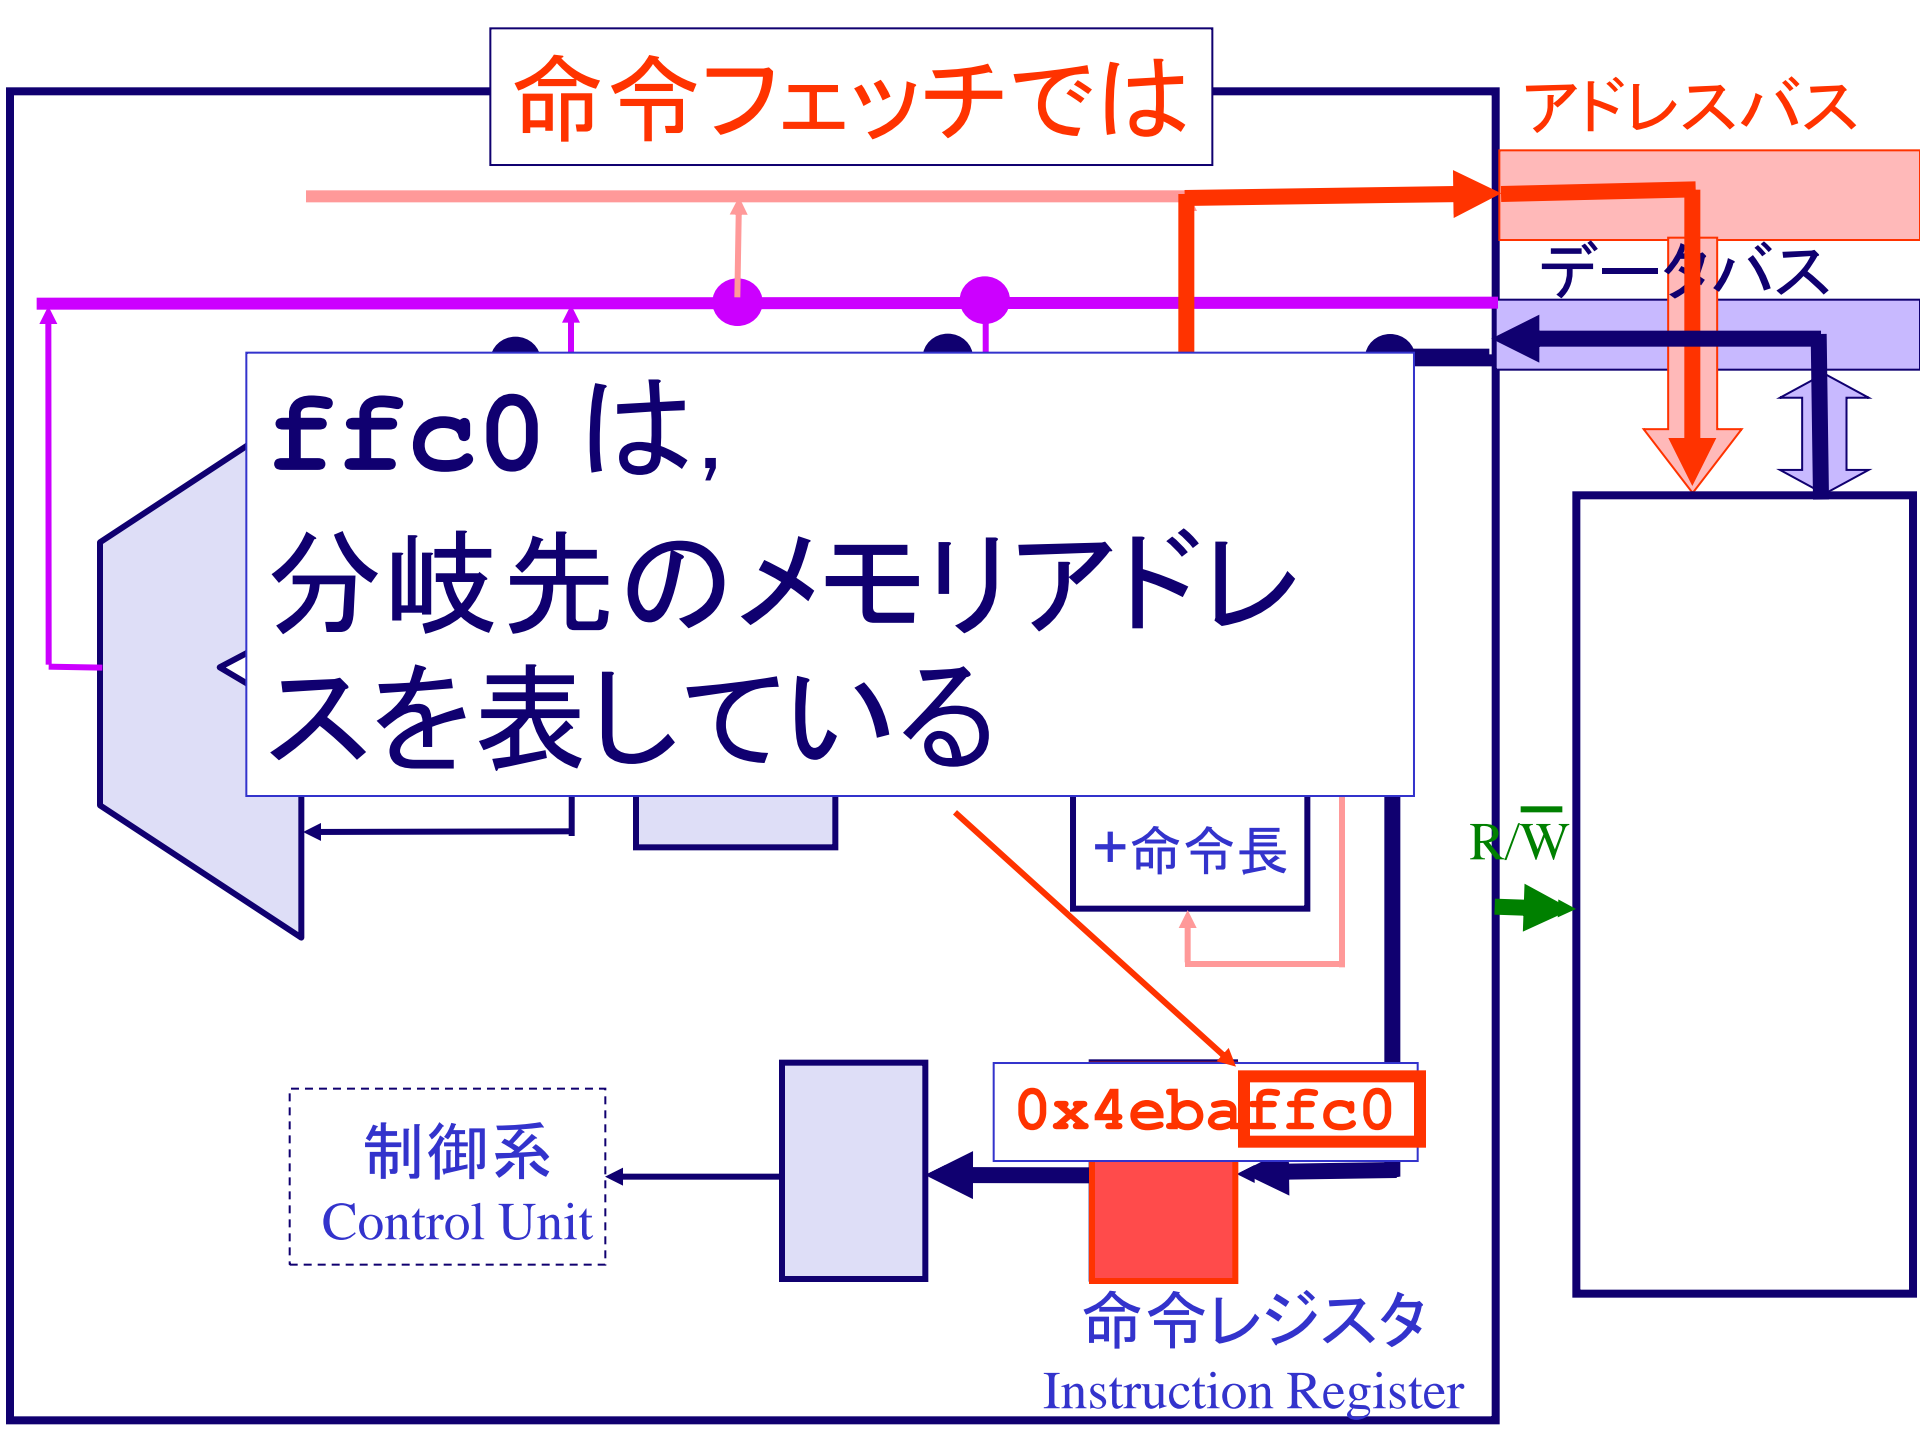 命令フェッチでは
アドレスバス
データバス
ffc0 は,
分岐先のメモリアドレ
スを表している
+命令長
R/W
0x4ebaffc0
制御系
Control Unit
命令レジスタ
Instruction Register